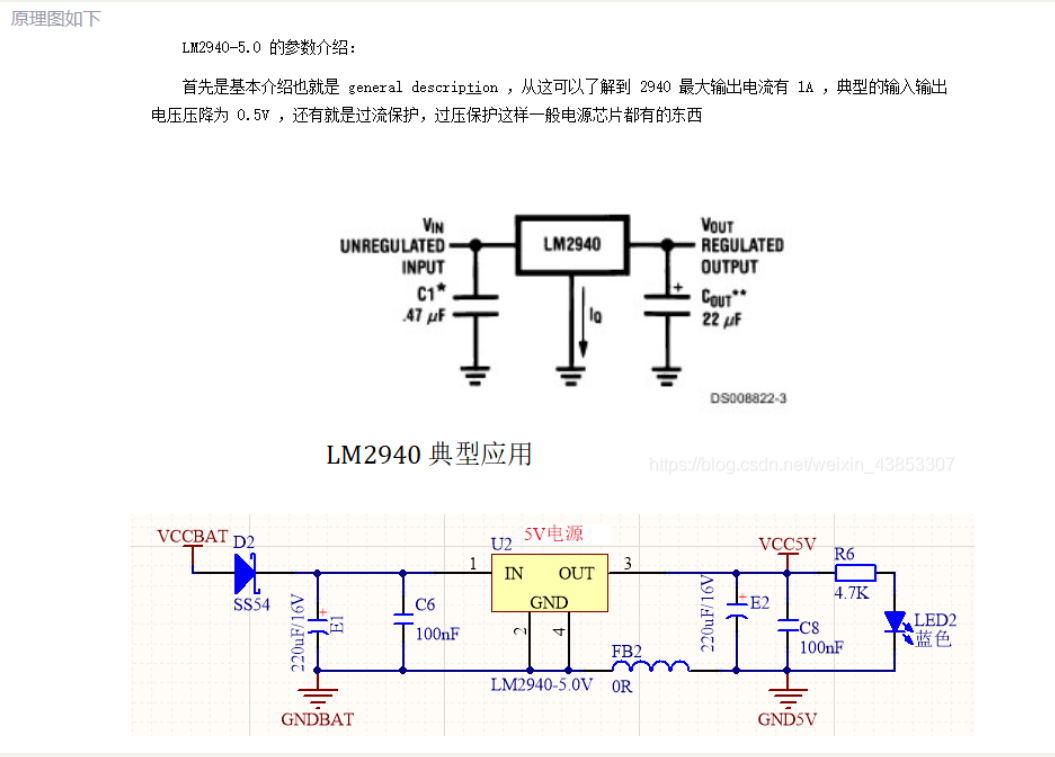 原理图如下
LM2940-5.0 的参数介绍：
首先是基本介绍也就是 general description ，从这可以了解到 2940 最大输出电流有 1A ，典型的输入输出
电压压降为 0.5V ，还有就是过流保护，过压保护这样一般电源芯片都有的东西
VIN
UNREGULATED
INPUT
LM2940
VOUT
REGULATED
OUTPUT
C1*
.47 μF
IQ
+
COUT**
22 μF
DS008822-3
LM2940 典型应用
https://blog.csdn.net/weixin_43853307
VCCBAT
D2
SS54
220uF/16V
+
E1
C6
100nF
U2
5V电源
1
IN
OUT
3
GND
2
4
LM2940-5.0V
FB2
0R
220uF/16V
+
E2
VCC5V
C8
100nF
R6
4.7K
LED2
蓝色
GNDBAT
GND5V